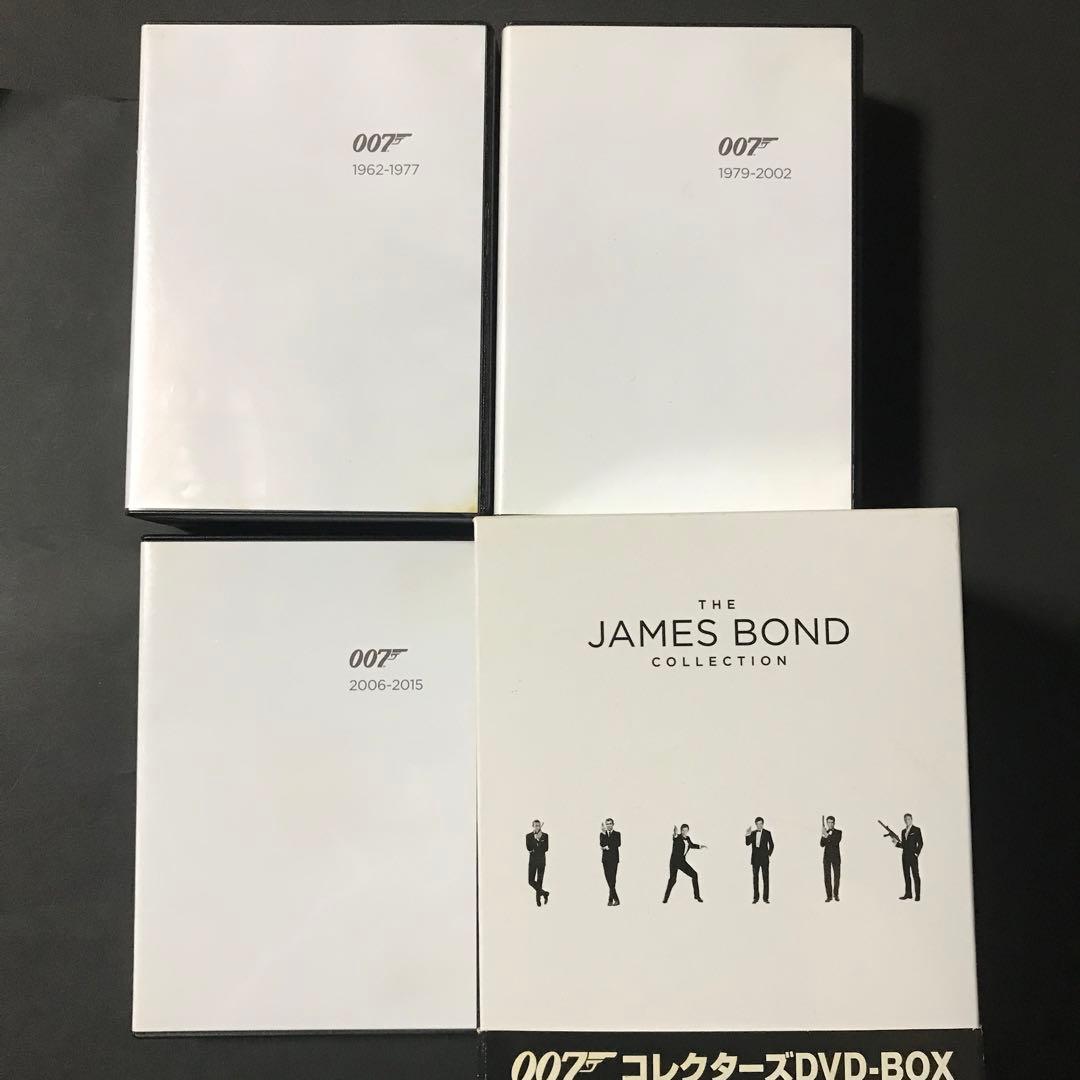 007
1962-1977
007
1979-2002
007
2006-2015
THE
JAMES BOND
COLLECTION
007 コレクターズDVD-BOX